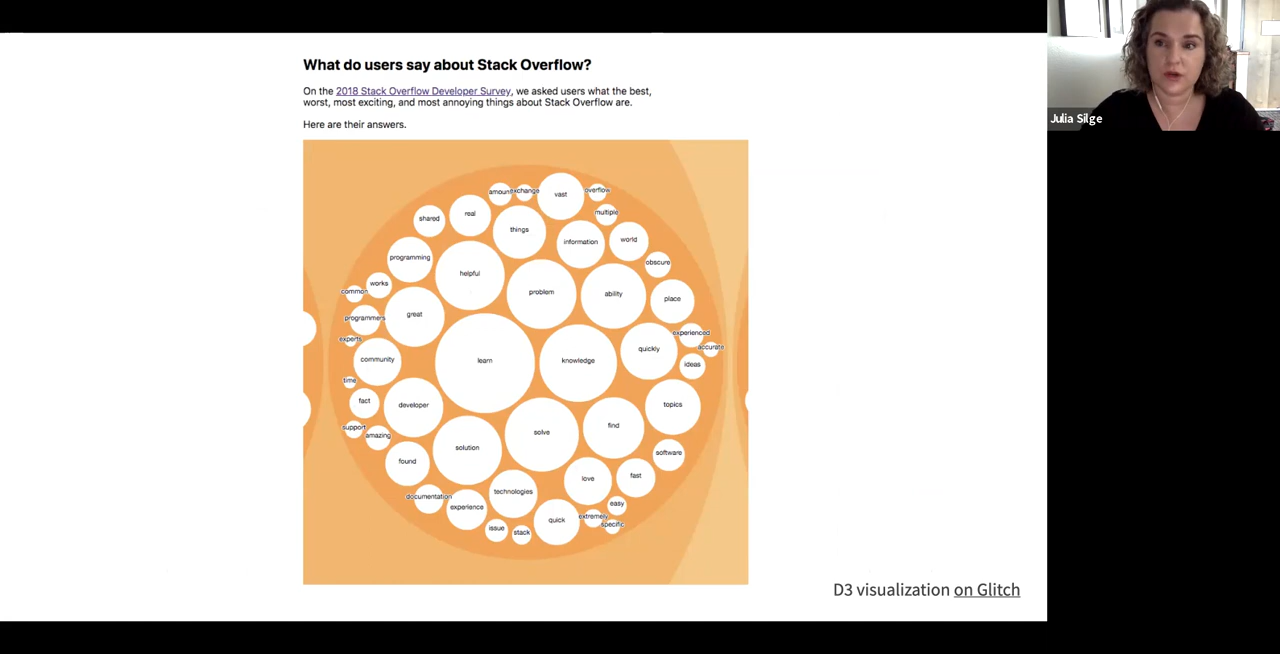 What do users say about Stack Overflow?
On the 2018 Stack Overflow Developer Survey, we asked users what the best,
worst, most exciting, and most annoying things about Stack Overflow are.
Here are their answers.
Julia Silge
amount
exchange
vast
overflow
shared
real
multiple
things
information
world
programming
obscure
helpful
works
common
problem
ability
place
great
programmers
experienced
experts
accurate
quickly
community
learn
knowledge
ideas
time
fact
developer
topics
support
amazing
solve
find
solution
software
found
love
fast
technologies
documentation
experience
easy
extremely
quick
specific
issue
stack
D3 visualization on Glitch